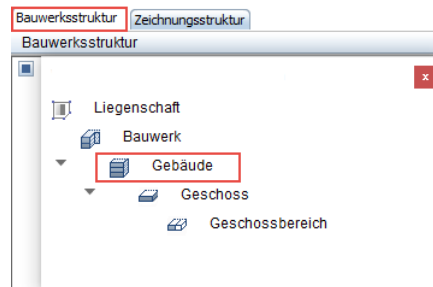 Bauwerksstruktur Zeichnungsstruktur
Bauwerksstruktur
x
Liegenschaft
Bauwerk
Gebäude
Geschoss
Geschossbereich